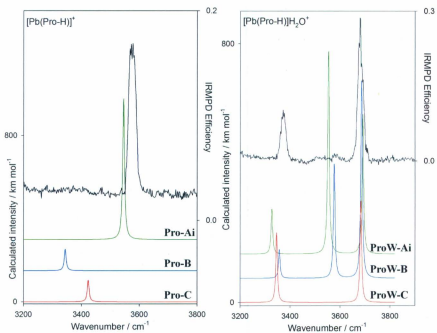 [Pb(Pro-H)]⁺
0.2
IRMPD Efficiency
0.0
800
0
Calculated intensity / km mol⁻¹
Pro-Ai
Pro-B
Pro-C
3200 3400 3600 3800
Wavenumber / cm⁻¹
[Pb(Pro-H)]H₂O⁺
0.3
IRMPD Efficiency
0.0
800
0
Calculated intensity / km mol⁻¹
ProW-Ai
ProW-B
ProW-C
3200 3400 3600 3800
Wavenumber / cm⁻¹